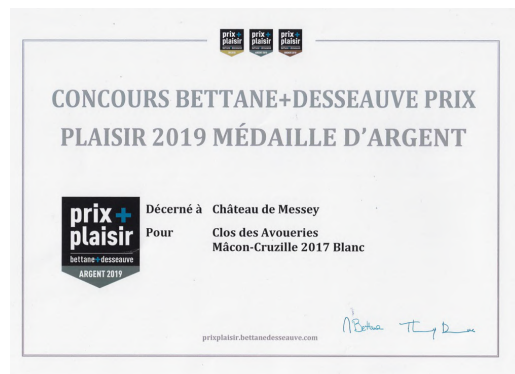 prix+ prix+ prix+
plaisir plaisir plaisir
CONCOURS BETTANE+DESSEAUVE PRIX
PLAISIR 2019 MÉDAILLE D'ARGENT
prix+
plaisir
bettane+desseauve
ARGENT 2019
Décerné à Château de Messey
Pour Clos des Avoueries
Mâcon-Cruzille 2017 Blanc
prixplaisir.bettanedesseauve.com